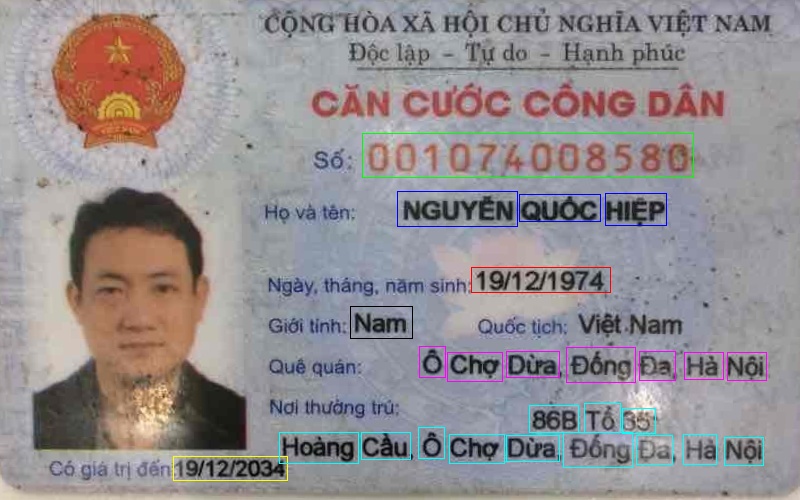 CỘNG HÒA XÃ HỘI CHỦ NGHĨA VIỆT NAM
Độc lập - Tự do - Hạnh phúc
CĂN CƯỚC CÔNG DÂN
Số: 001074008580
Họ và tên: NGUYỄN QUỐC HIỆP
Ngày, tháng, năm sinh: 19/12/1974
Giới tính: Nam Quốc tịch: Việt Nam
Quê quán: Ô Chợ Dừa, Đống Đa, Hà Nội
Nơi thường trú: 86B Tổ
Hoàng Cầu, Ô Chợ Dừa, Đống Đa, Hà Nội
Có giá trị đến: 19/12/2034